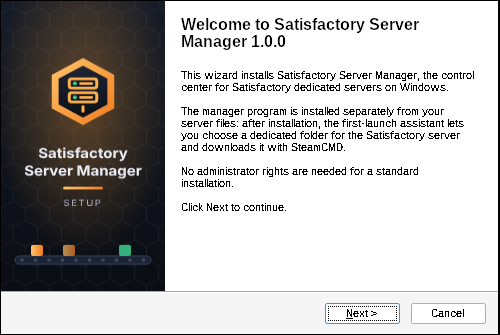 Welcome to Satisfactory Server
Manager 1.0.0
This wizard installs Satisfactory Server Manager, the control
center for Satisfactory dedicated servers on Windows.
The manager program is installed separately from your
server files: after installation, the first-launch assistant lets
you choose a dedicated folder for the Satisfactory server
and downloads it with SteamCMD.
No administrator rights are needed for a standard
installation.
Click Next to continue.
Satisfactory
Server Manager
SETUP
Next >
Cancel